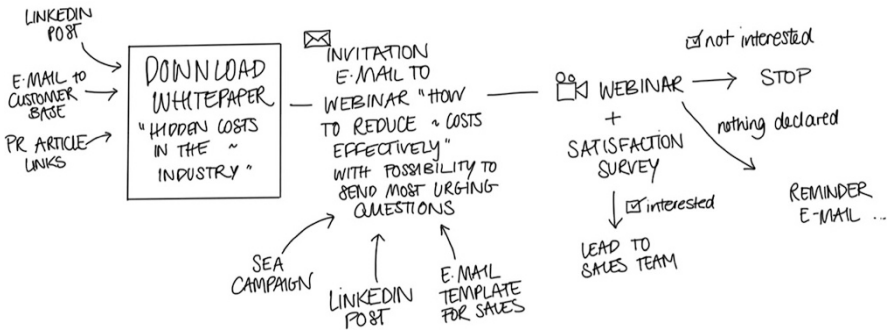 LINKEDIN
POST
E-MAIL TO
CUSTOMER
BASE
PR ARTICLE
LINKS
DOWNLOAD
WHITEPAPER
"HIDDEN COSTS
IN THE ~
INDUSTRY"
INVITATION
E-MAIL TO
WEBINAR "HOW
TO REDUCE ~ COSTS
EFFECTIVELY"
WITH POSSIBILITY TO
SEND MOST URGING
QUESTIONS
SEA
CAMPAIGN
LINKEDIN
POST
E-MAIL
TEMPLATE
FOR SALES
WEBINAR
+
SATISFACTION
SURVEY
☑ not interested
STOP
nothing declared
REMINDER
E-MAIL ...
☑ interested
LEAD TO
SALES TEAM